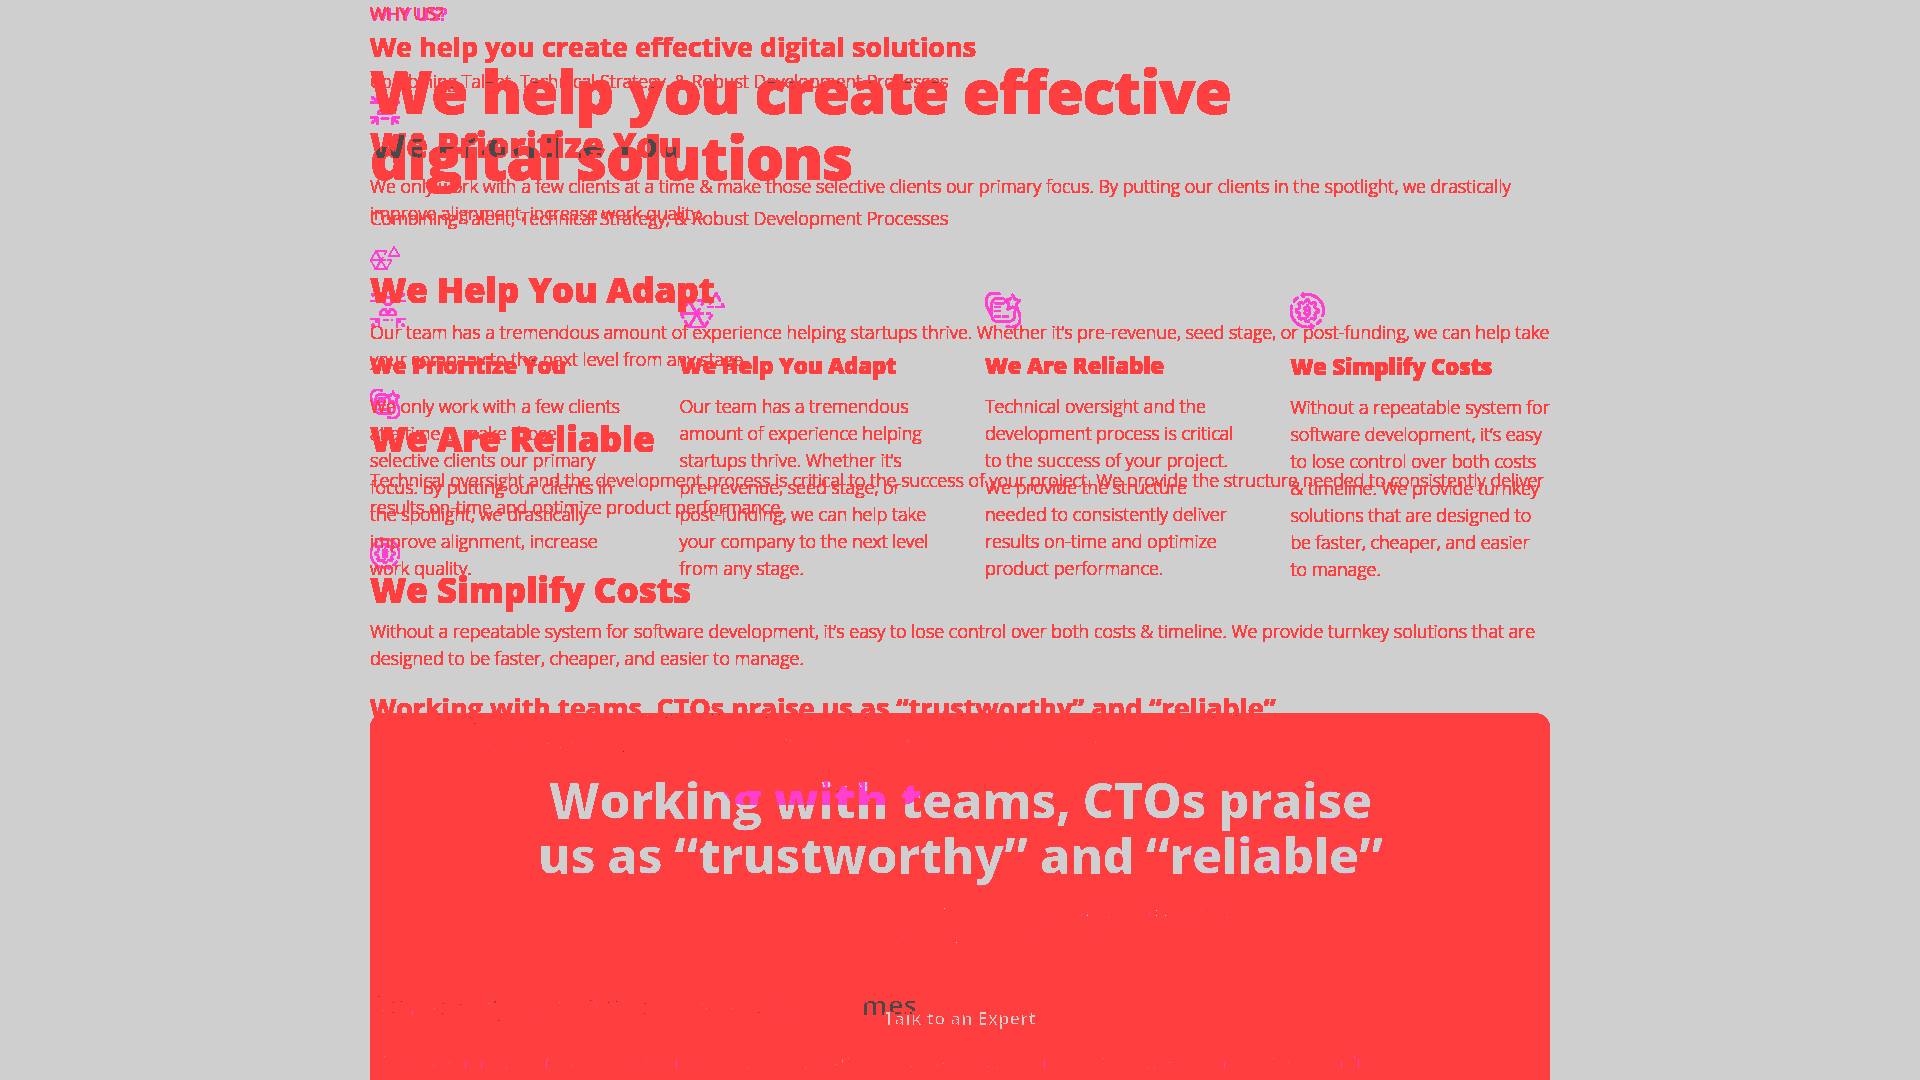 WHY US?
We help you create effective digital solutions
Combining Talent, Technical Strategy, & Robust Development Processes
We help you create effective
digital solutions
We Prioritize You
We only work with a few clients at a time & make those selective clients our primary focus. By putting our clients in the spotlight, we drastically
improve alignment, increase work quality.
Combining Talent, Technical Strategy, & Robust Development Processes
We Help You Adapt
Our team has a tremendous amount of experience helping startups thrive. Whether it's pre-revenue, seed stage, or post-funding, we can help take
your company to the next level from any stage.
We Prioritize You
We only work with a few clients
at a time & make those
selective clients our primary
focus. By putting our clients in
the spotlight, we drastically
improve alignment, increase
work quality.
We Help You Adapt
Our team has a tremendous
amount of experience helping
startups thrive. Whether it's
pre-revenue, seed stage, or
post-funding, we can help take
your company to the next level
from any stage.
We Are Reliable
Technical oversight and the
development process is critical
to the success of your project.
We provide the structure
needed to consistently deliver
results on-time and optimize
product performance.
We Simplify Costs
Without a repeatable system for
software development, it's easy
to lose control over both costs
& timeline. We provide turnkey
solutions that are designed to
be faster, cheaper, and easier
to manage.
We Are Reliable
Technical oversight and the development process is critical to the success of your project. We provide the structure needed to consistently deliver
results on-time and optimize product performance.
We Simplify Costs
Without a repeatable system for software development, it's easy to lose control over both costs & timeline. We provide turnkey solutions that are
designed to be faster, cheaper, and easier to manage.
Working with teams, CTOs praise us as “trustworthy” and “reliable”
Working with teams, CTOs praise
us as “trustworthy” and “reliable”
mes
Talk to an Expert